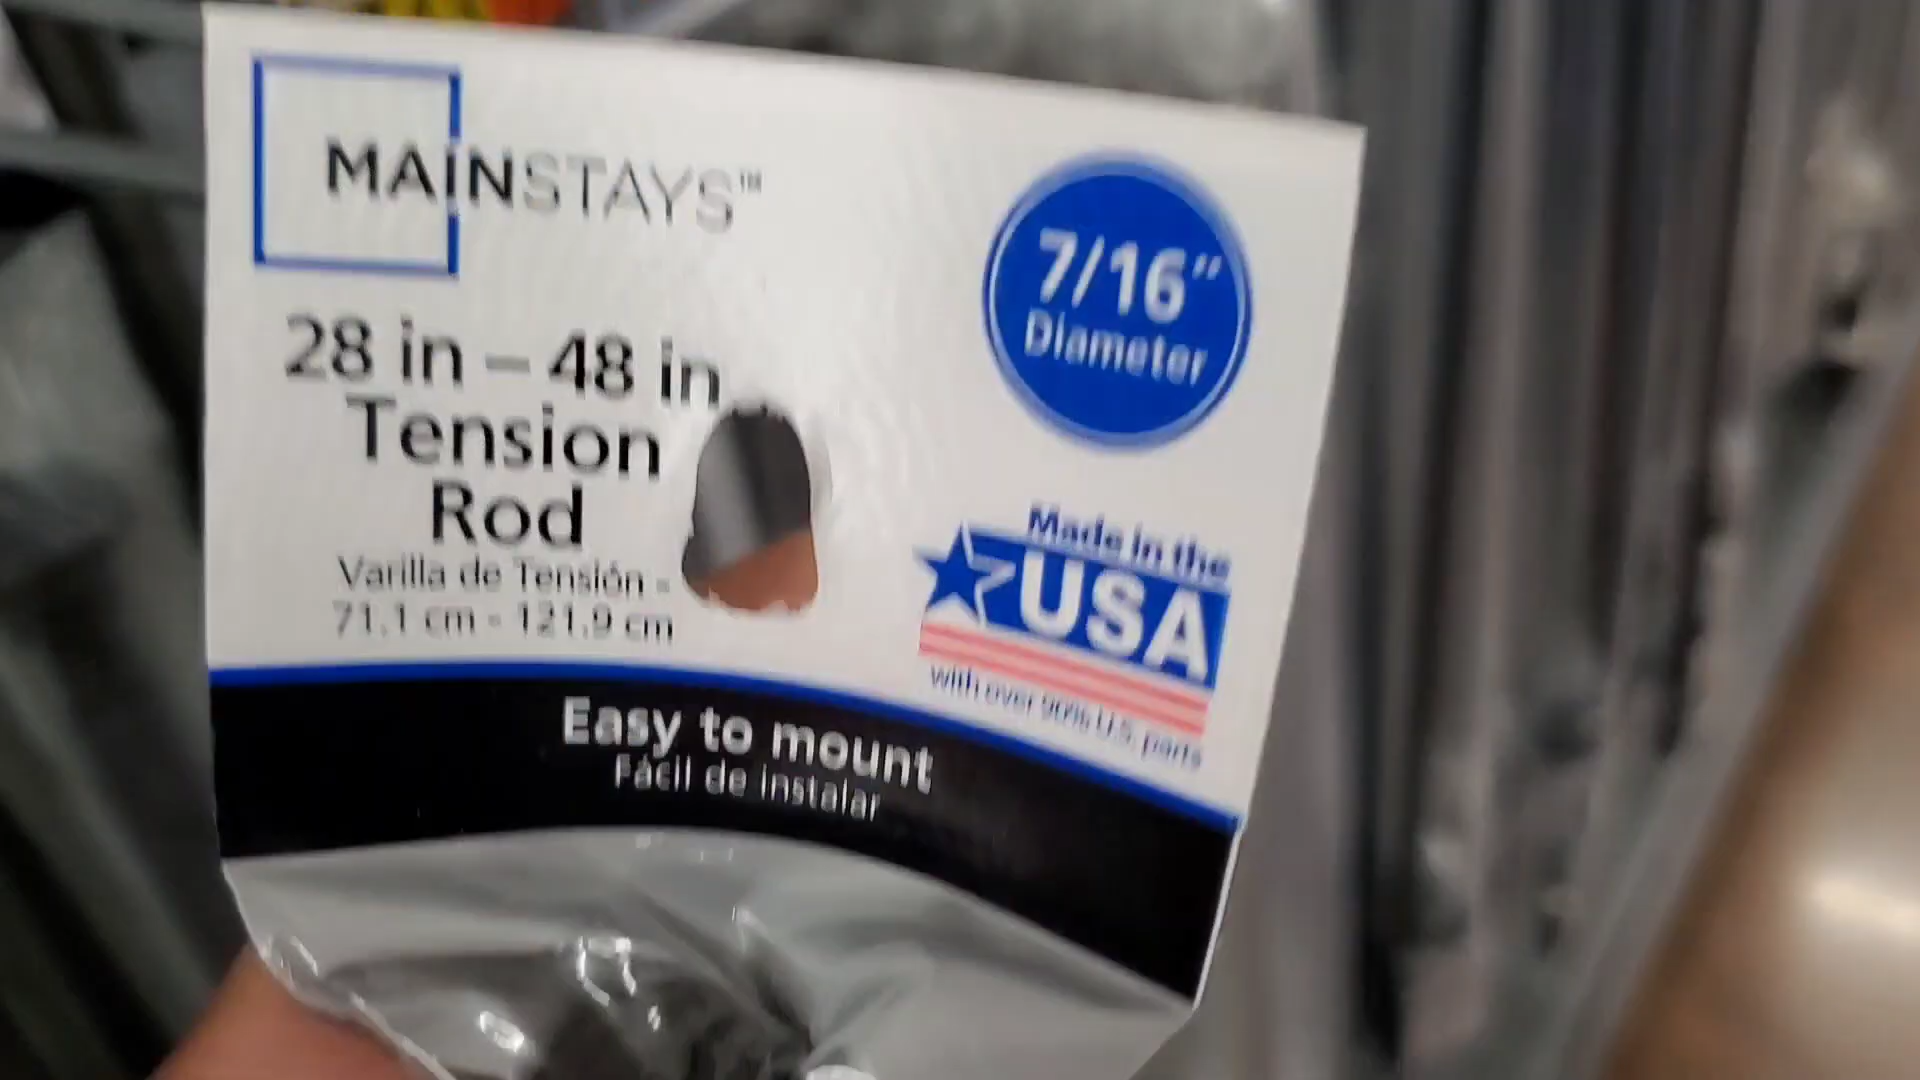 MAINSTAYS™
28 in – 48 in
Tension
Rod
Varilla de Tensión -
71.1 cm - 121.9 cm
7/16"
Diameter
Made in the
USA
with over 90% U.S. parts
Easy to mount
Fácil de instalar